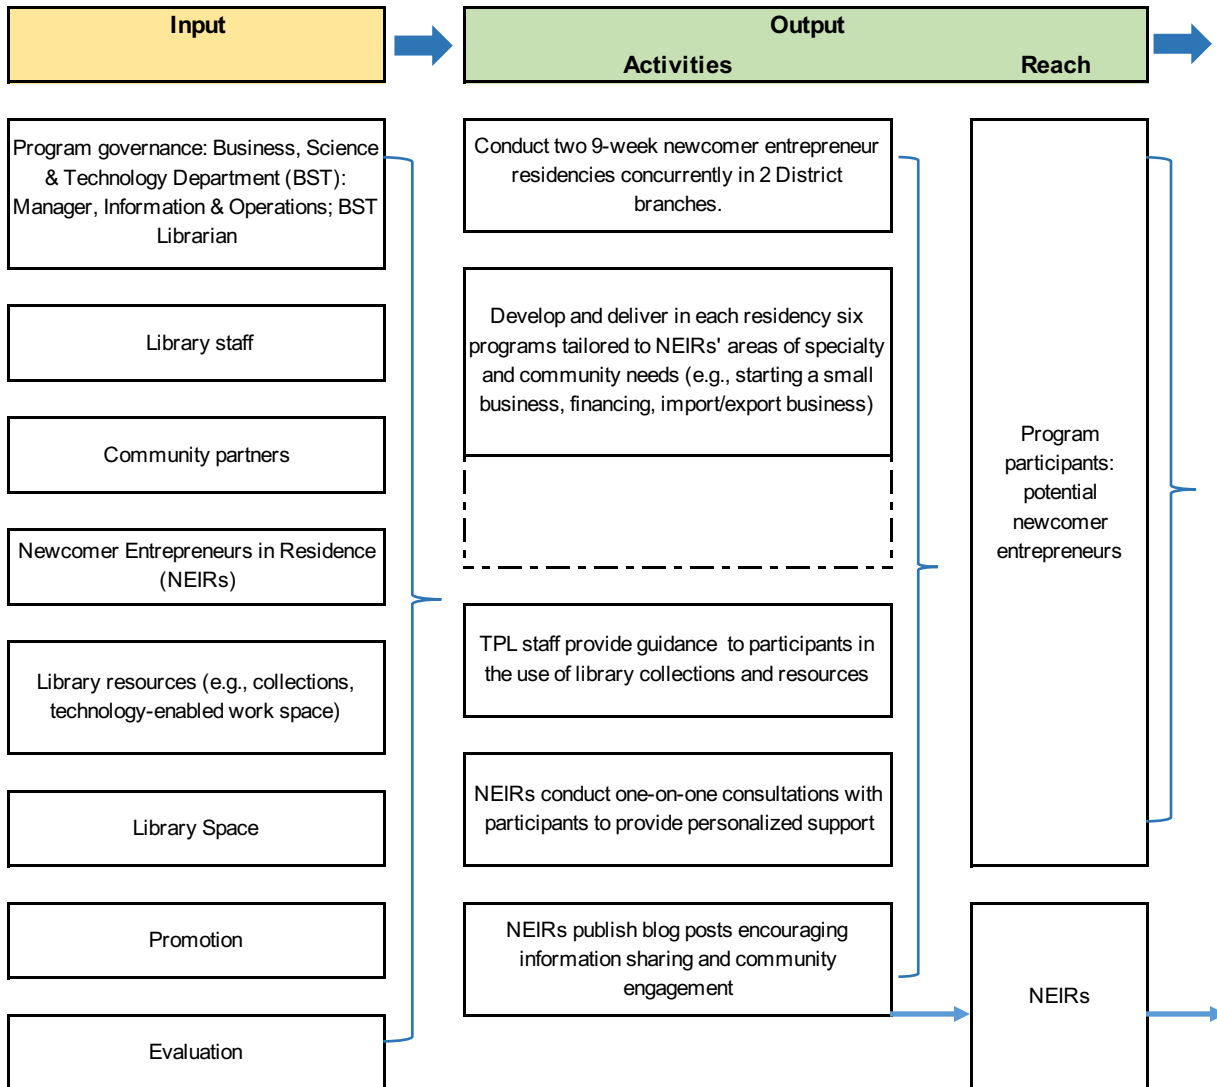 Input
Output
Activities
Reach
Program governance: Business, Science
& Technology Department (BST):
Manager, Information & Operations; BST
Librarian
Library staff
Community partners
Newcomer Entrepreneurs in Residence
(NEIRs)
Library resources (e.g., collections,
technology-enabled work space)
Library Space
Promotion
Evaluation
Conduct two 9-week newcomer entrepreneur
residencies concurrently in 2 District
branches.
Develop and deliver in each residency six
programs tailored to NEIRs' areas of specialty
and community needs (e.g., starting a small
business, financing, import/export business)
TPL staff provide guidance to participants in
the use of library collections and resources
NEIRs conduct one-on-one consultations with
participants to provide personalized support
NEIRs publish blog posts encouraging
information sharing and community
engagement
Program
participants:
potential
newcomer
entrepreneurs
NEIRs